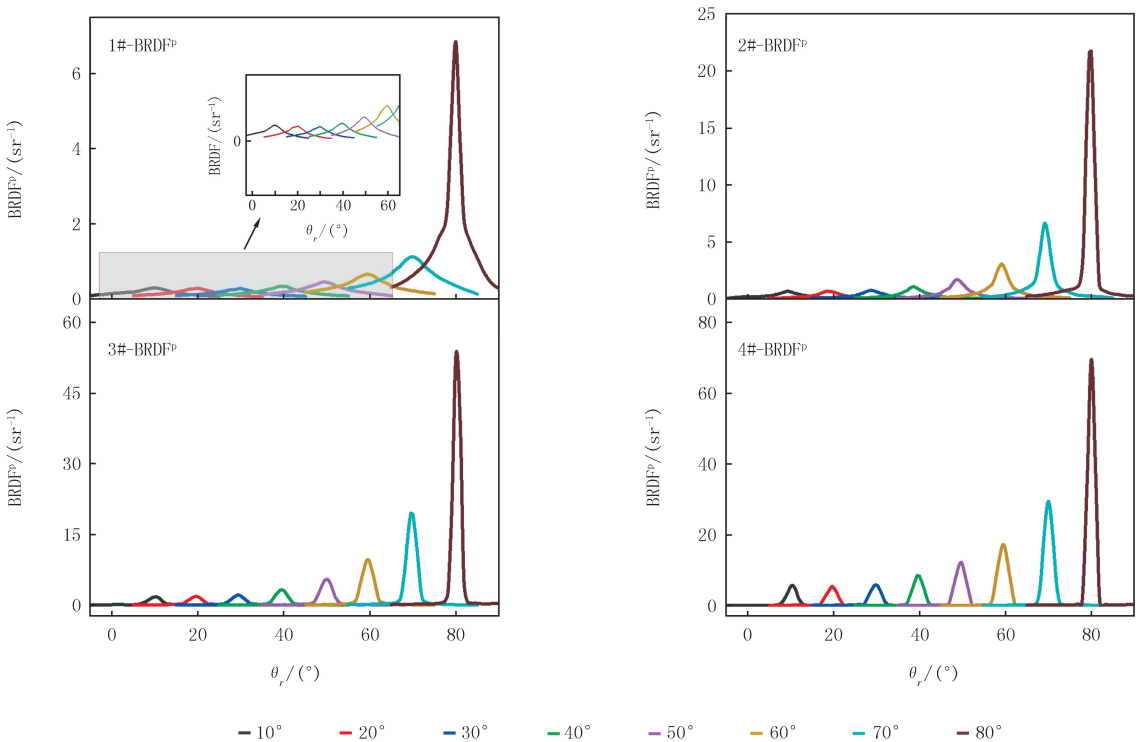 1#-BRDFᵖ
BRDFᵖ/(sr⁻¹)
6
4
2
0
BRDF/(sr⁻¹)
0
0 20 40 60
θr/(°)
2#-BRDFᵖ
BRDFᵖ/(sr⁻¹)
25
20
15
10
5
0
3#-BRDFᵖ
BRDFᵖ/(sr⁻¹)
60
45
30
15
0
0 20 40 60 80
θr/(°)
4#-BRDFᵖ
BRDFᵖ/(sr⁻¹)
80
60
40
20
0
0 20 40 60 80
θr/(°)
10° 20° 30° 40° 50° 60° 70° 80°